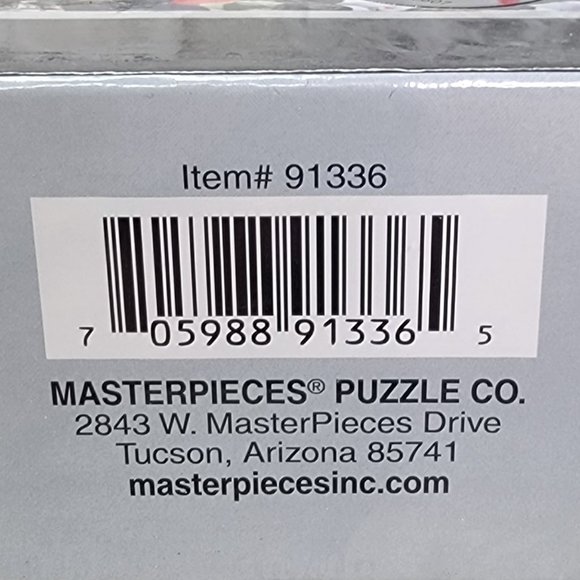 Item# 91336
7 05988 91336 5
MASTERPIECES® PUZZLE CO.
2843 W. MasterPieces Drive
Tucson, Arizona 85741
masterpiecesinc.com